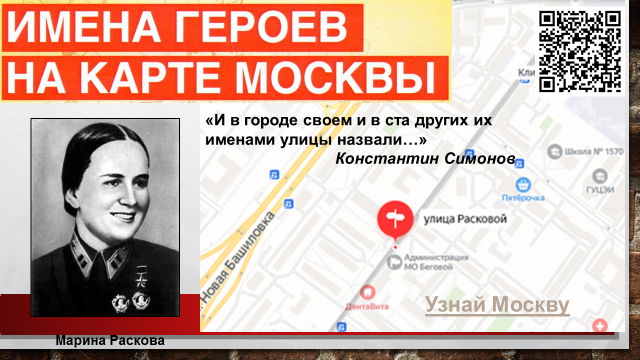 ИМЕНА ГЕРОЕВ
НА КАРТЕ МОСКВЫ
«И в городе своем и в ста других их
именами улицы назвали…»
Константин Симонов
Школа № 1570
ГУЦЭИ
Пятёрочка
улица Расковой
Администрация
МО Беговой
Новая Башиловка
ДентаВита
Узнай Москву
Марина Раскова